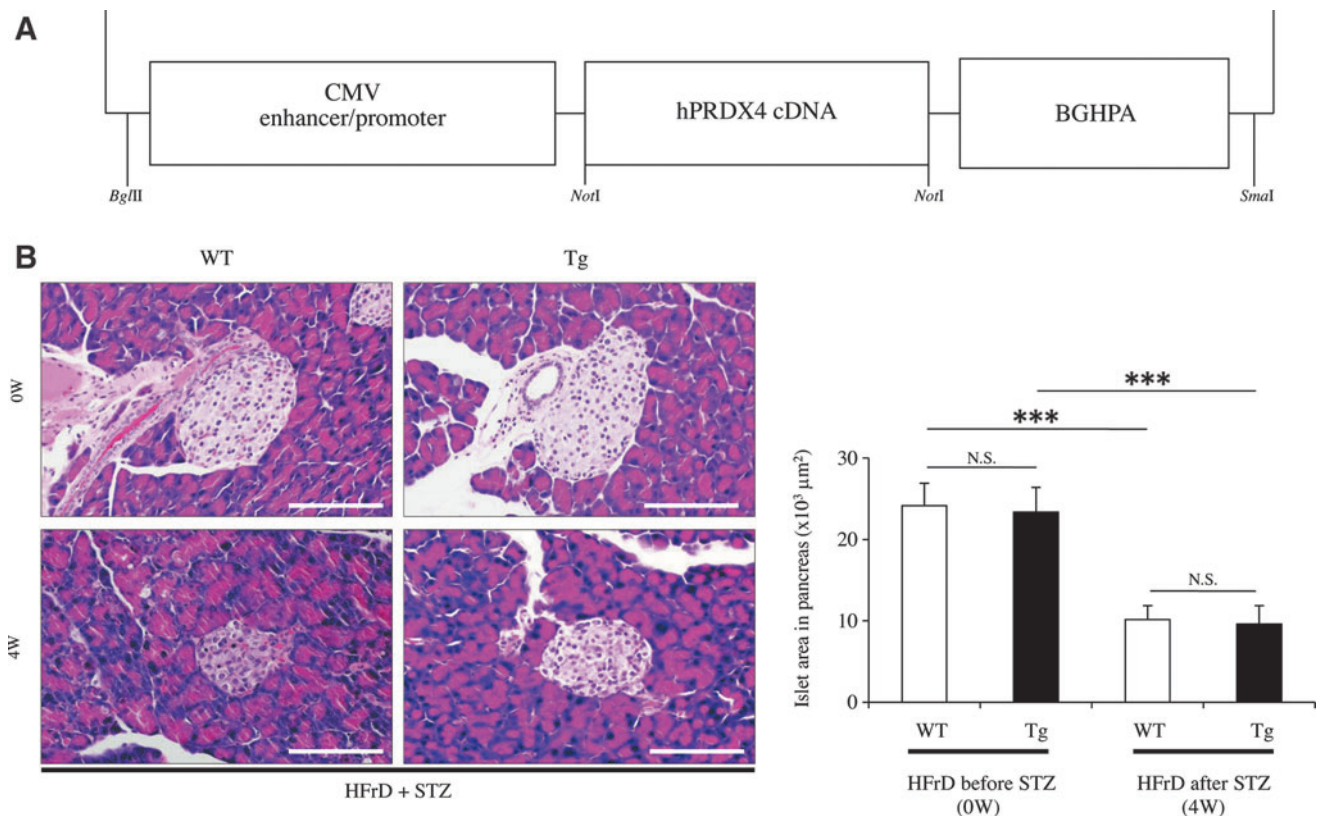 A
CMV
enhancer/promoter
hPRDX4 cDNA
BGHPA
BglII
NotI
NotI
SmaI
B
WT
Tg
0W
4W
HFrD + STZ
***
***
N.S.
N.S.
Islet area in pancreas (x10³ μm²)
30
20
10
0
WT
Tg
WT
Tg
HFrD before STZ
(0W)
HFrD after STZ
(4W)